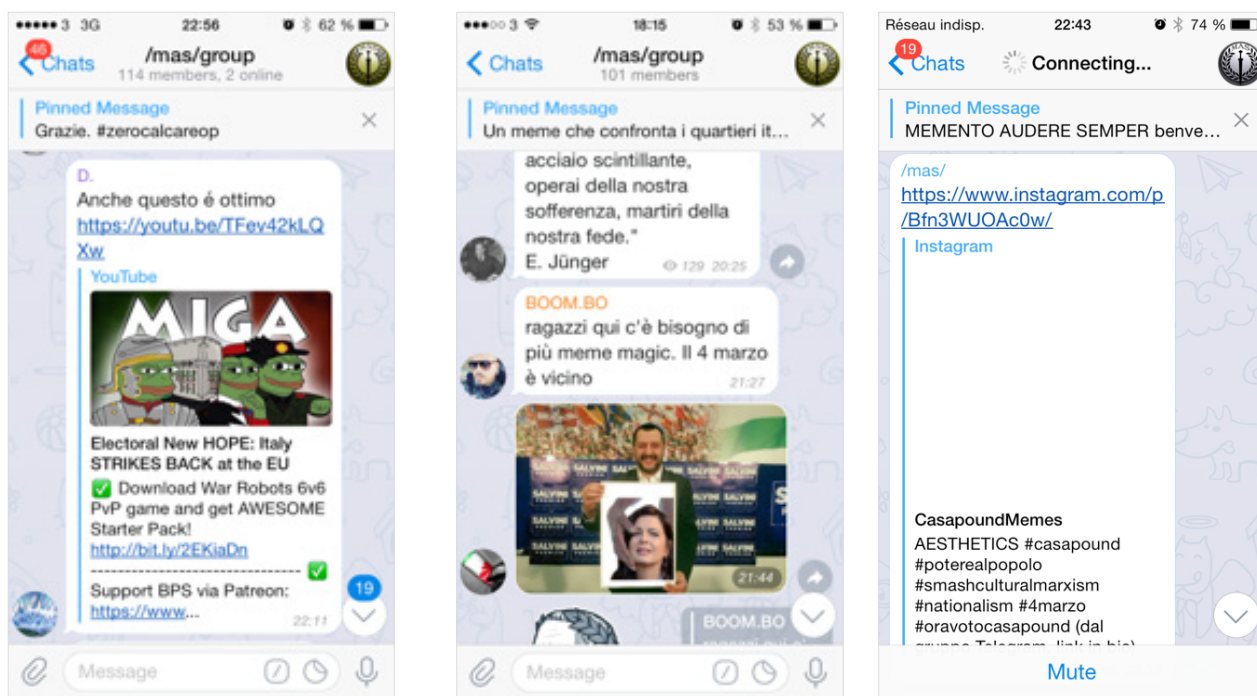 3 3G 22:56 62 %
46
Chats
/mas/group
114 members, 2 online
Pinned Message
Grazie. #zerocalcareop
D.
Anche questo é ottimo
https://youtu.be/TFev42kLQ
Xw
YouTube
MIGA
Electoral New HOPE: Italy
STRIKES BACK at the EU
✅ Download War Robots 6v6
PvP game and get AWESOME
Starter Pack!
http://bit.ly/2EKiaDn
------------------------------ ✅
Support BPS via Patreon:
https://www...
22:11
19
Message
3 18:15 53 %
Chats
/mas/group
101 members
Pinned Message
Un meme che confronta i quartieri it...
acciaio scintillante,
operai della nostra
sofferenza, martiri della
nostra fede."
E. Jünger
129 20:25
BOOM.BO
ragazzi qui c'è bisogno di
più meme magic. Il 4 marzo
è vicino
21:27
SALVINI
21:44
BOOM.BO
Message
Réseau indisp. 22:43 74 %
19
Chats
Connecting...
Pinned Message
MEMENTO AUDERE SEMPER benve...
/mas/
https://www.instagram.com/p
/Bfn3WUOAc0w/
Instagram
CasapoundMemes
AESTHETICS #casapound
#poterealpopolo
#smashculturalmarxism
#nationalism #4marzo
#oravotocasapound (dal
gruppo Telegram, link in bio)
Mute